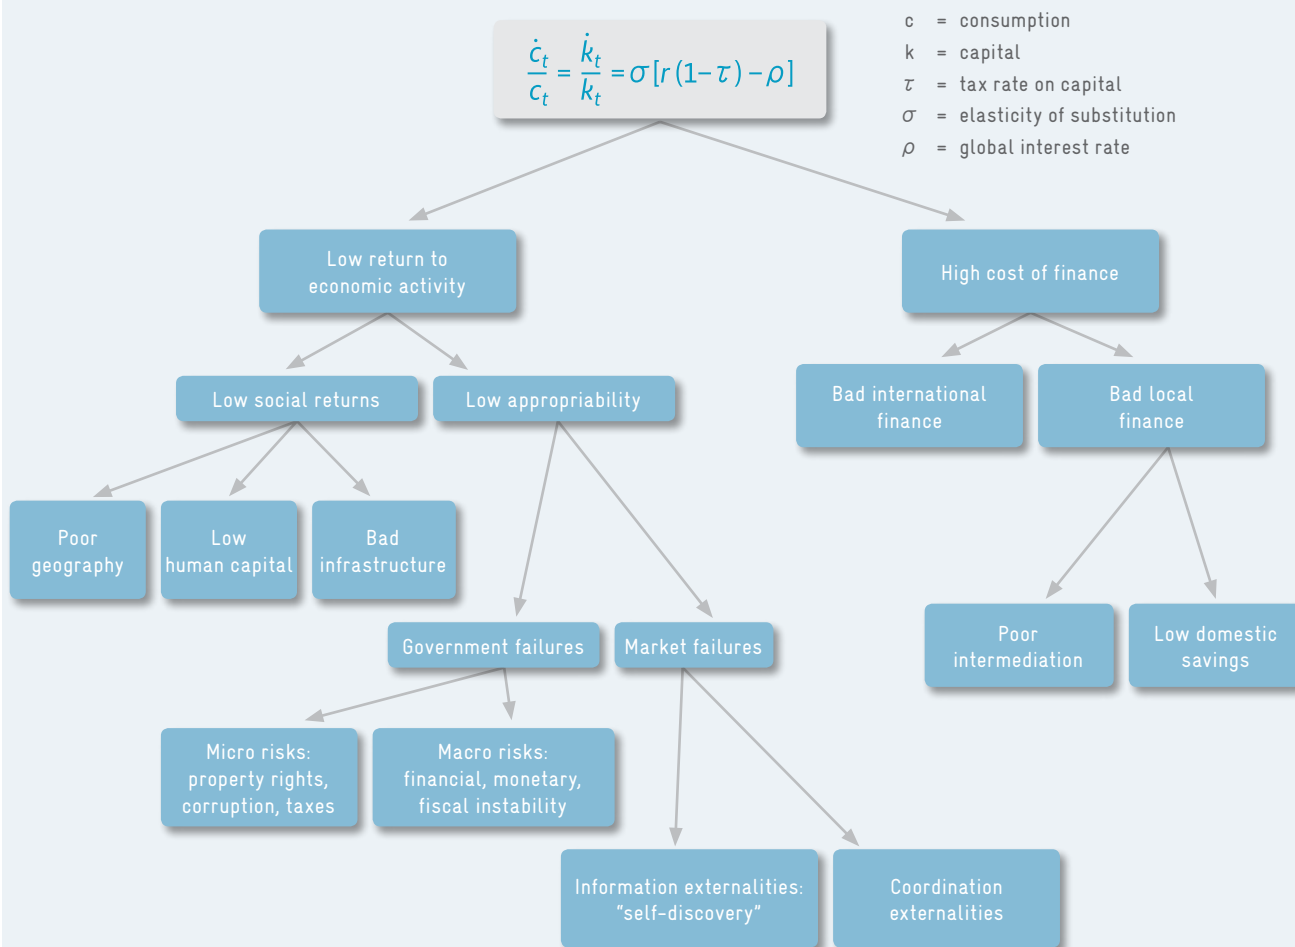 ċₜ/cₜ = k̇ₜ/kₜ = σ[r(1−τ)−ρ]
c = consumption
k = capital
τ = tax rate on capital
σ = elasticity of substitution
ρ = global interest rate
Low return to
economic activity
High cost of finance
Low social returns
Low appropriability
Bad international
finance
Bad local
finance
Poor
geography
Low
human capital
Bad
infrastructure
Government failures
Market failures
Poor
intermediation
Low domestic
savings
Micro risks:
property rights,
corruption, taxes
Macro risks:
financial, monetary,
fiscal instability
Information externalities:
"self-discovery"
Coordination
externalities